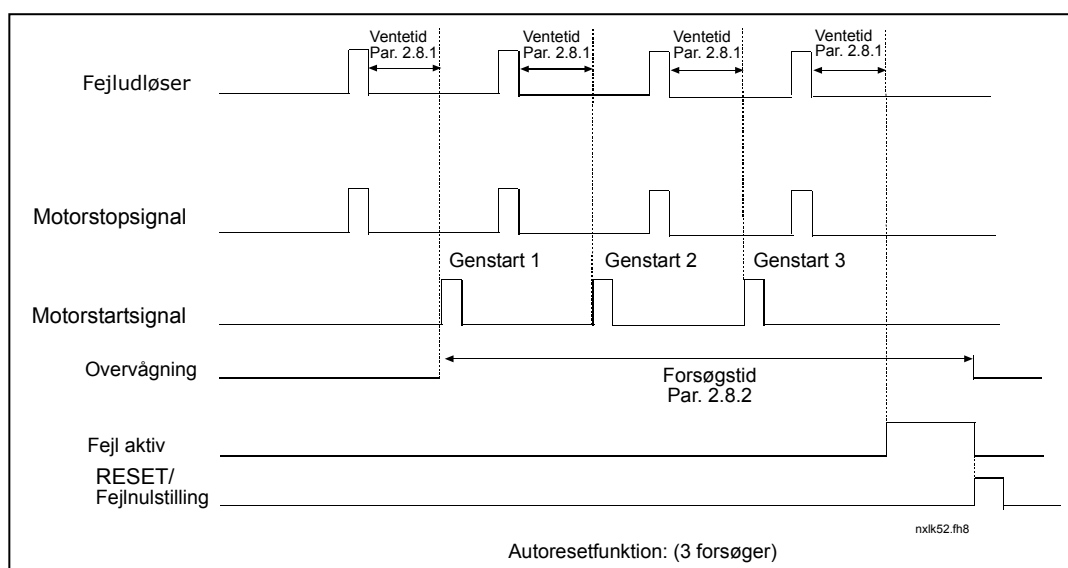 Ventetid
Par. 2.8.1
Ventetid
Par. 2.8.1
Ventetid
Par. 2.8.1
Ventetid
Par. 2.8.1
Fejludløser
Motorstopsignal
Genstart 1
Genstart 2
Genstart 3
Motorstartsignal
Overvågning
Forsøgstid
Par. 2.8.2
Fejl aktiv
RESET/
Fejlnulstilling
nxlk52.fh8
Autoresetfunktion: (3 forsøger)